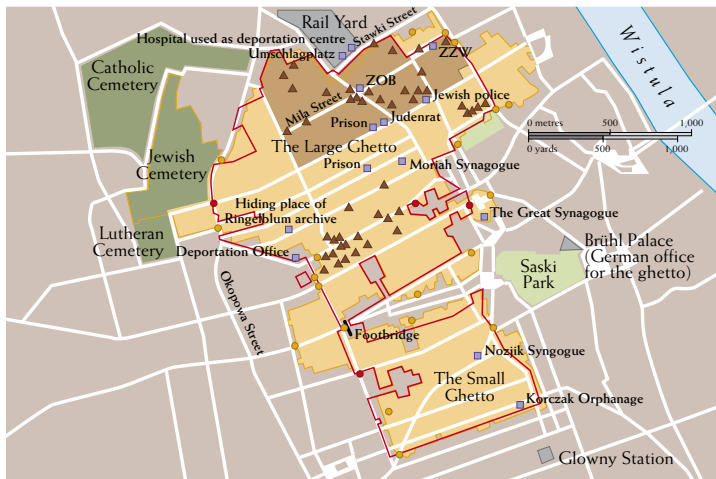 Rail Yard
Stawki Street
Hospital used as deportation centre
Umschlagplatz
ZZW
Catholic
Cemetery
ZOB
Mila Street
Jewish police
Judenrat
Prison
The Large Ghetto
Prison
Moriah Synagogue
Jewish
Cemetery
Wistula
0 metres 500 1,000
0 yards 500 1,000
Hiding place of
Ringelblum archive
The Great Synagogue
Lutheran
Cemetery
Deportation Office
Brühl Palace
(German office
for the ghetto)
Saski
Park
Okopowa Street
Footbridge
Nozjik Syngogue
The Small
Ghetto
Korczak Orphanage
Glowny Station